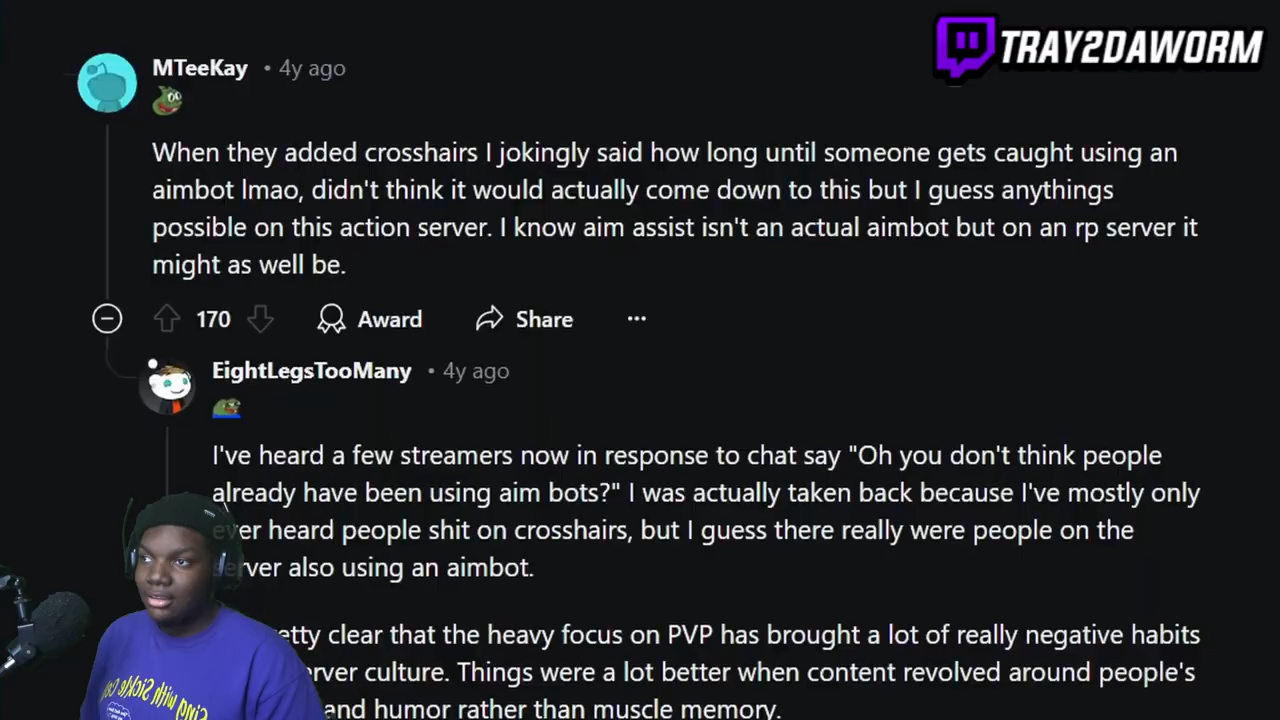 TRAY2DAWORM
MTeeKay • 4y ago
When they added crosshairs I jokingly said how long until someone gets caught using an
aimbot lmao, didn't think it would actually come down to this but I guess anythings
possible on this action server. I know aim assist isn't an actual aimbot but on an rp server it
might as well be.
170 Award Share ...
EightLegsTooMany • 4y ago
I've heard a few streamers now in response to chat say "Oh you don't think people
already have been using aim bots?" I was actually taken back because I've mostly only
ever heard people shit on crosshairs, but I guess there really were people on the
server also using an aimbot.
clear that the heavy focus on PVP has brought a lot of really negative habits
culture. Things were a lot better when content revolved around people's
and humor rather than muscle memory.